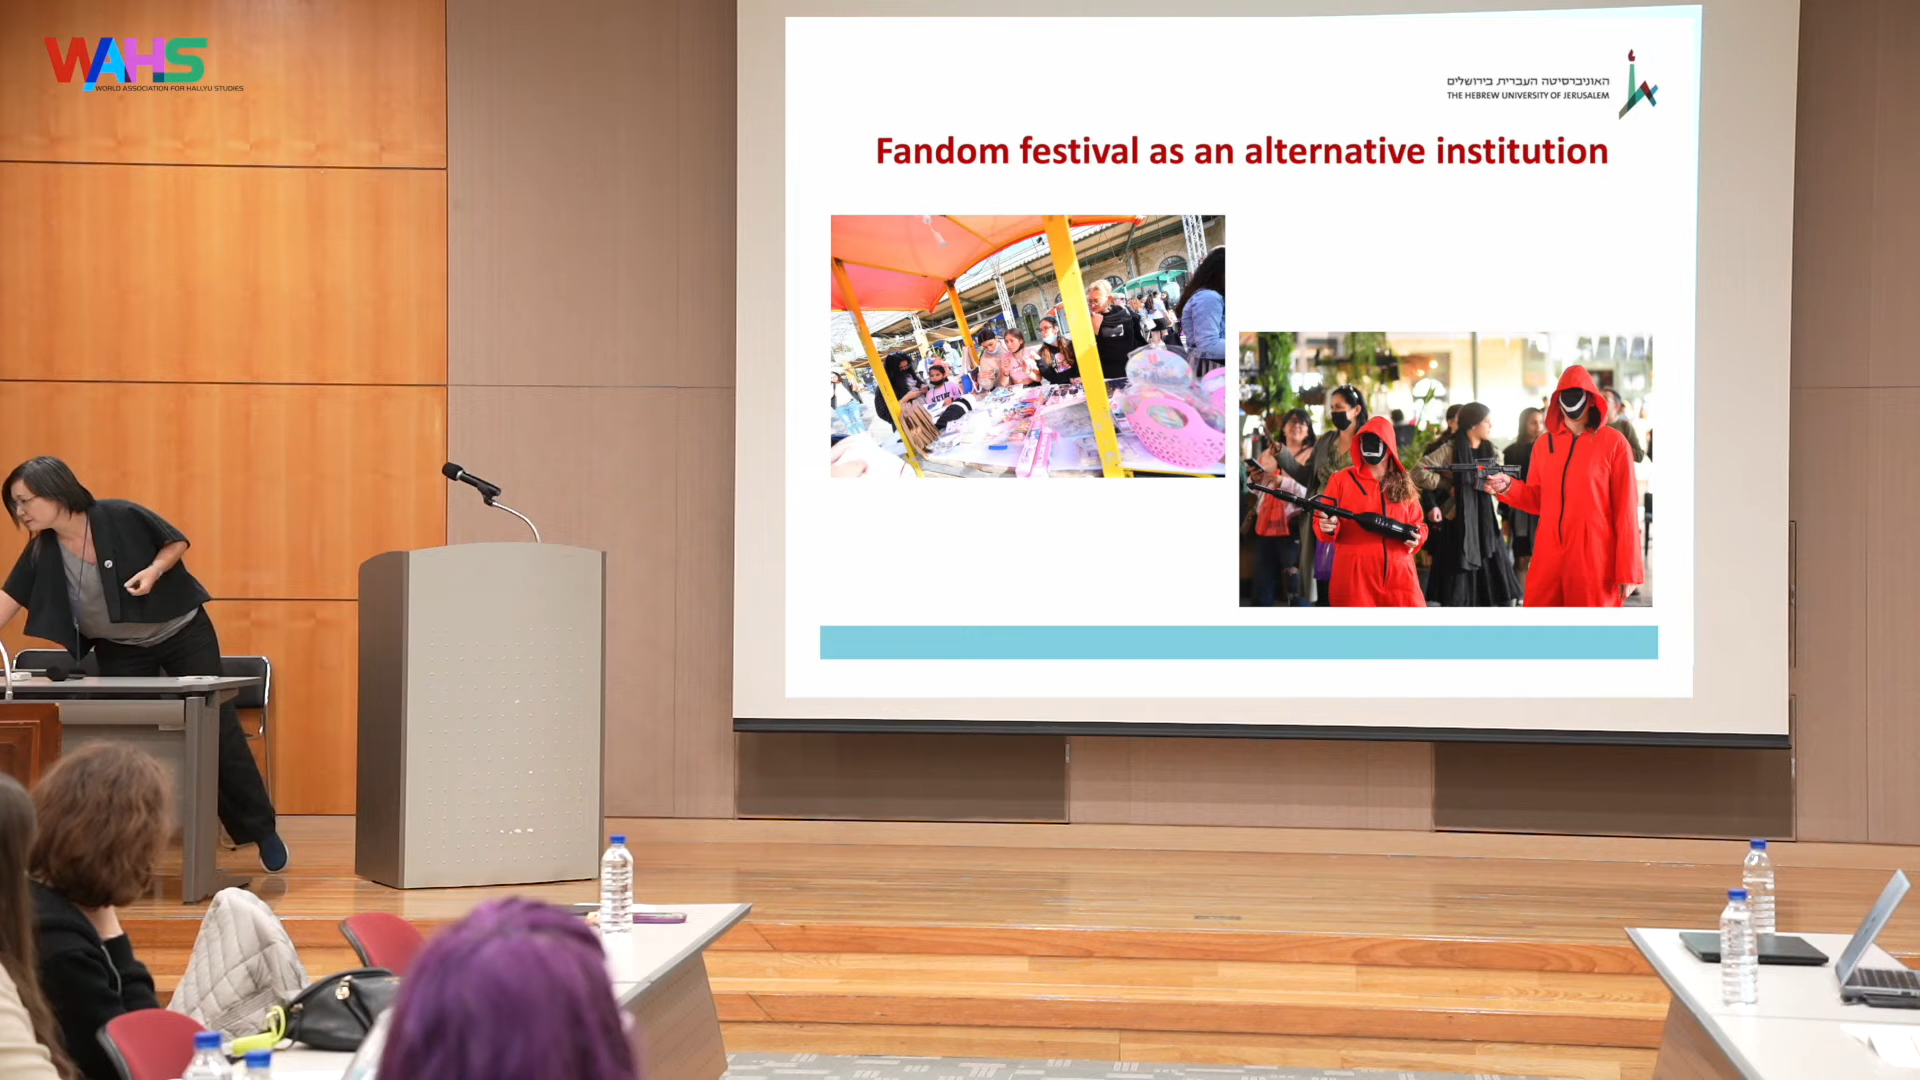 WAHS
WORLD ASSOCIATION FOR HALLYU STUDIES
האוניברסיטה העברית בירושלים
THE HEBREW UNIVERSITY OF JERUSALEM
Fandom festival as an alternative institution